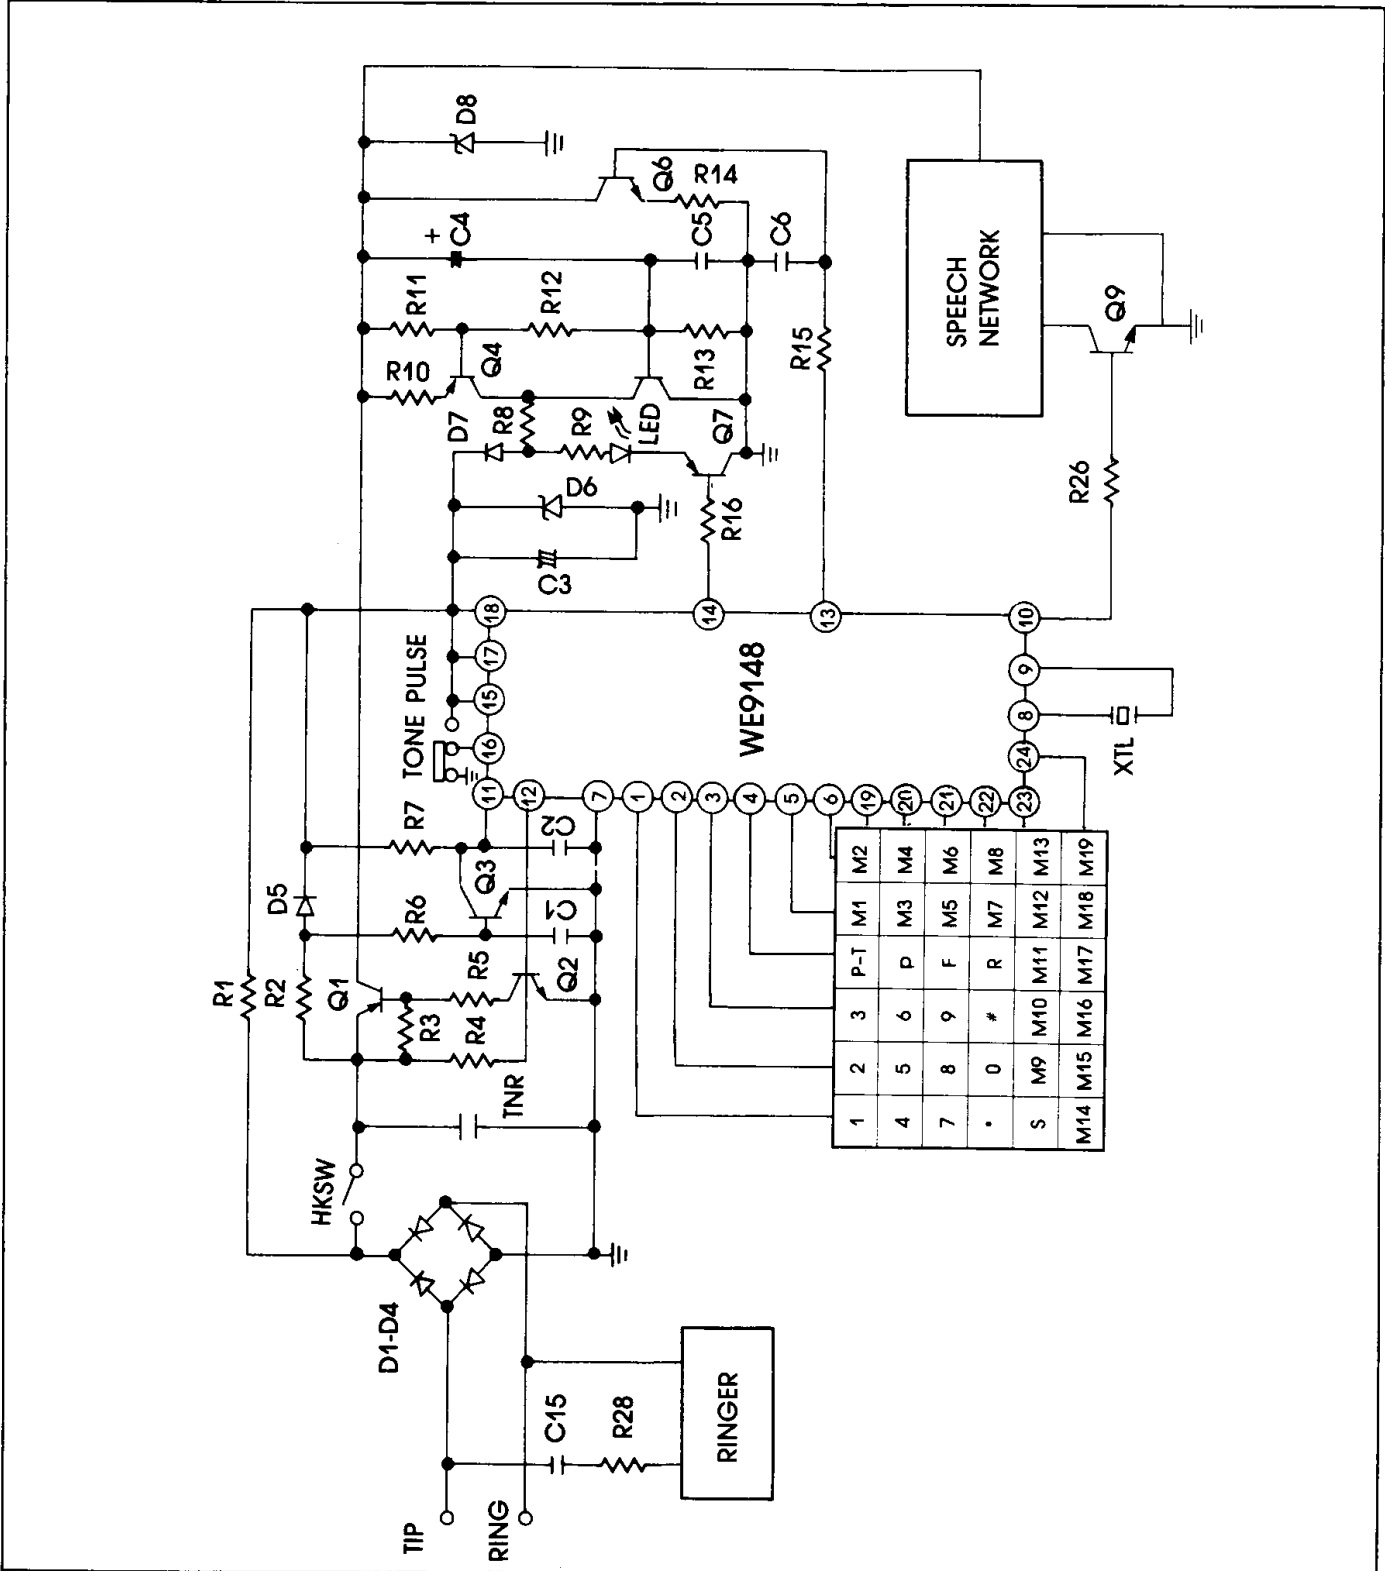 TIP
RING
C15
R28
RINGER
D1-D4
HKSW
TNR
R1
R2
Q1
R3
R4
R5
Q2
D5
R6
Q3
C1
R7
C2
TONE PULSE
11
12
7
1
2
3
4
5
6
19
20
21
22
23
24
8
9
10
13
14
16
15
17
18
WE9148
XTL
1 2 3 P-T M1 M2
4 5 6 P M3 M4
7 8 9 F M5 M6
• 0 # R M7 M8
S M9 M10 M11 M12 M13
M14 M15 M16 M17 M18 M19
C3
D6
D7
R8
R9
LED
R16
Q7
R10
Q4
R11
R12
R13
+
C4
C5
C6
R15
Q6
R14
D8
SPEECH
NETWORK
Q9
R26